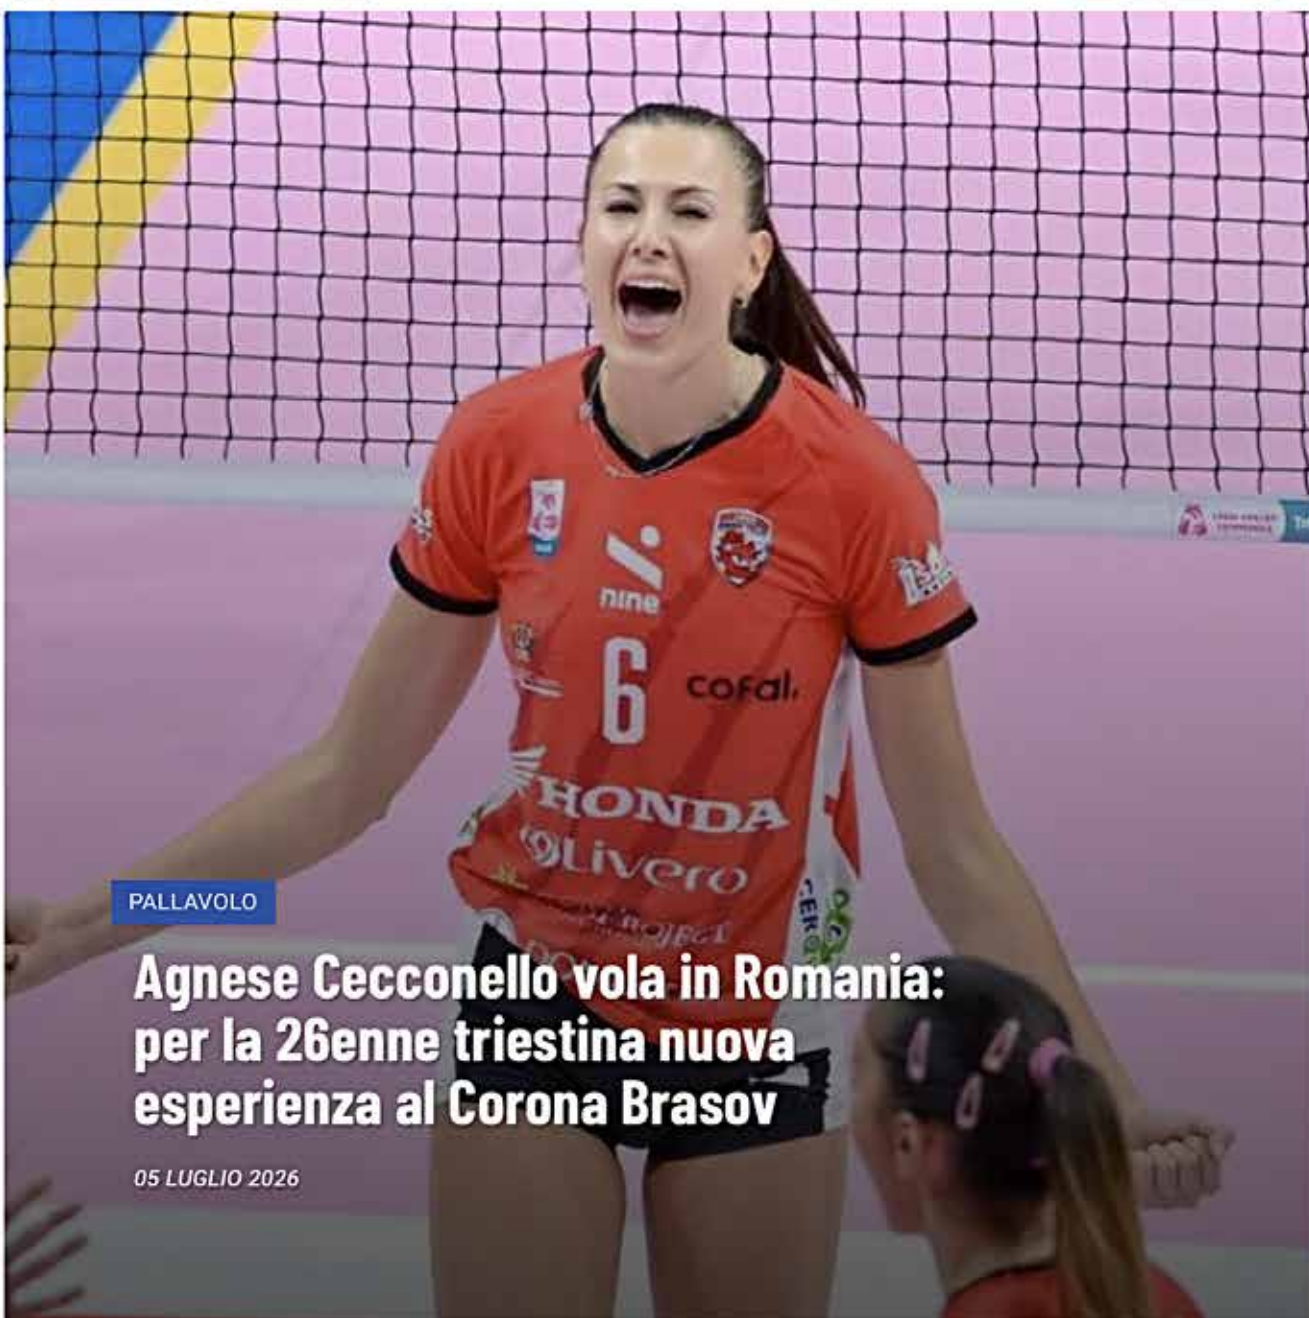 nine
6
cofal.
HONDA
OLivero
PALLAVOLO
Agnese Cecconello vola in Romania:
per la 26enne triestina nuova
esperienza al Corona Brasov
05 LUGLIO 2026